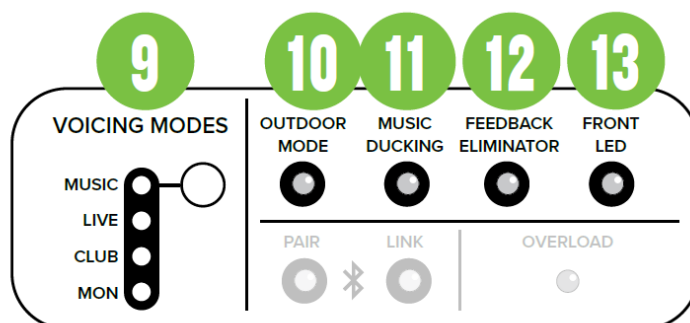 9
10
11
12
13
VOICING MODES
MUSIC
LIVE
CLUB
MON
OUTDOOR
MODE
MUSIC
DUCKING
FEEDBACK
ELIMINATOR
FRONT
LED
PAIR
LINK
OVERLOAD